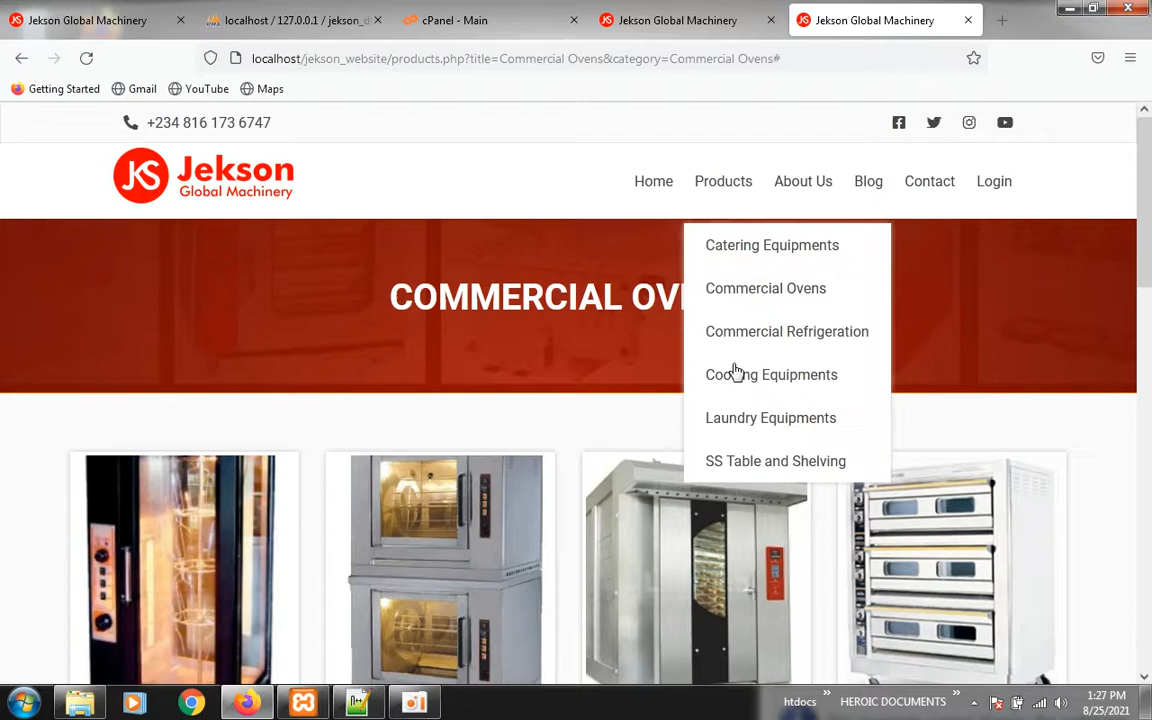 Jekson Global Machinery
localhost / 127.0.0.1 / jekson_d
cPanel - Main
Jekson Global Machinery
Jekson Global Machinery
localhost/jekson_website/products.php?title=Commercial Ovens&category=Commercial Ovens#
Getting Started
Gmail
YouTube
Maps
+234 816 173 6747
JS Jekson
Global Machinery
Home
Products
About Us
Blog
Contact
Login
Catering Equipments
Commercial Ovens
Commercial Refrigeration
Cooking Equipments
Laundry Equipments
SS Table and Shelving
COMMERCIAL OV
htdocs
HEROIC DOCUMENTS
1:27 PM
8/25/2021